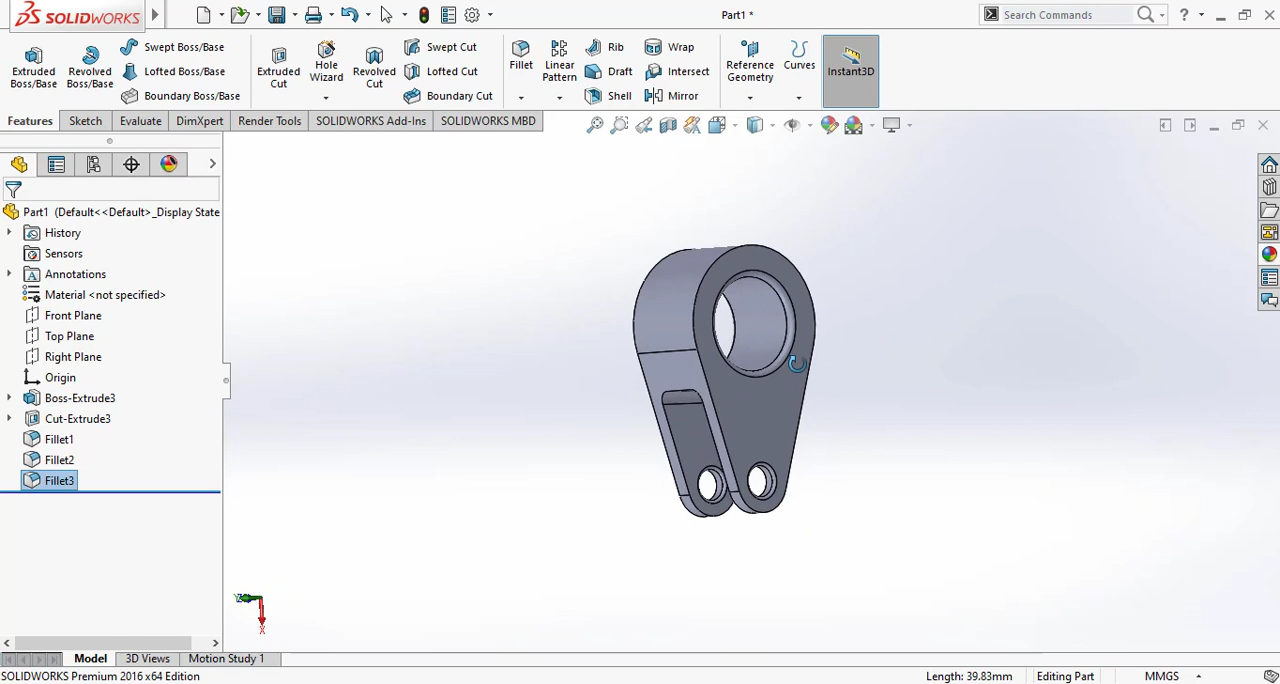 SOLIDWORKS
Part1 *
Search Commands
?
Extruded Boss/Base
Revolved Boss/Base
Swept Boss/Base
Lofted Boss/Base
Boundary Boss/Base
Extruded Cut
Hole Wizard
Revolved Cut
Swept Cut
Lofted Cut
Boundary Cut
Fillet
Linear Pattern
Rib
Draft
Shell
Wrap
Intersect
Mirror
Reference Geometry
Curves
Instant3D
Features
Sketch
Evaluate
DimXpert
Render Tools
SOLIDWORKS Add-Ins
SOLIDWORKS MBD
Part1 (Default<<Default>_Display State
History
Sensors
Annotations
Material <not specified>
Front Plane
Top Plane
Right Plane
Origin
Boss-Extrude3
Cut-Extrude3
Fillet1
Fillet2
Fillet3
X
Model
3D Views
Motion Study 1
SOLIDWORKS Premium 2016 x64 Edition
Length: 39.83mm
Editing Part
MMGS